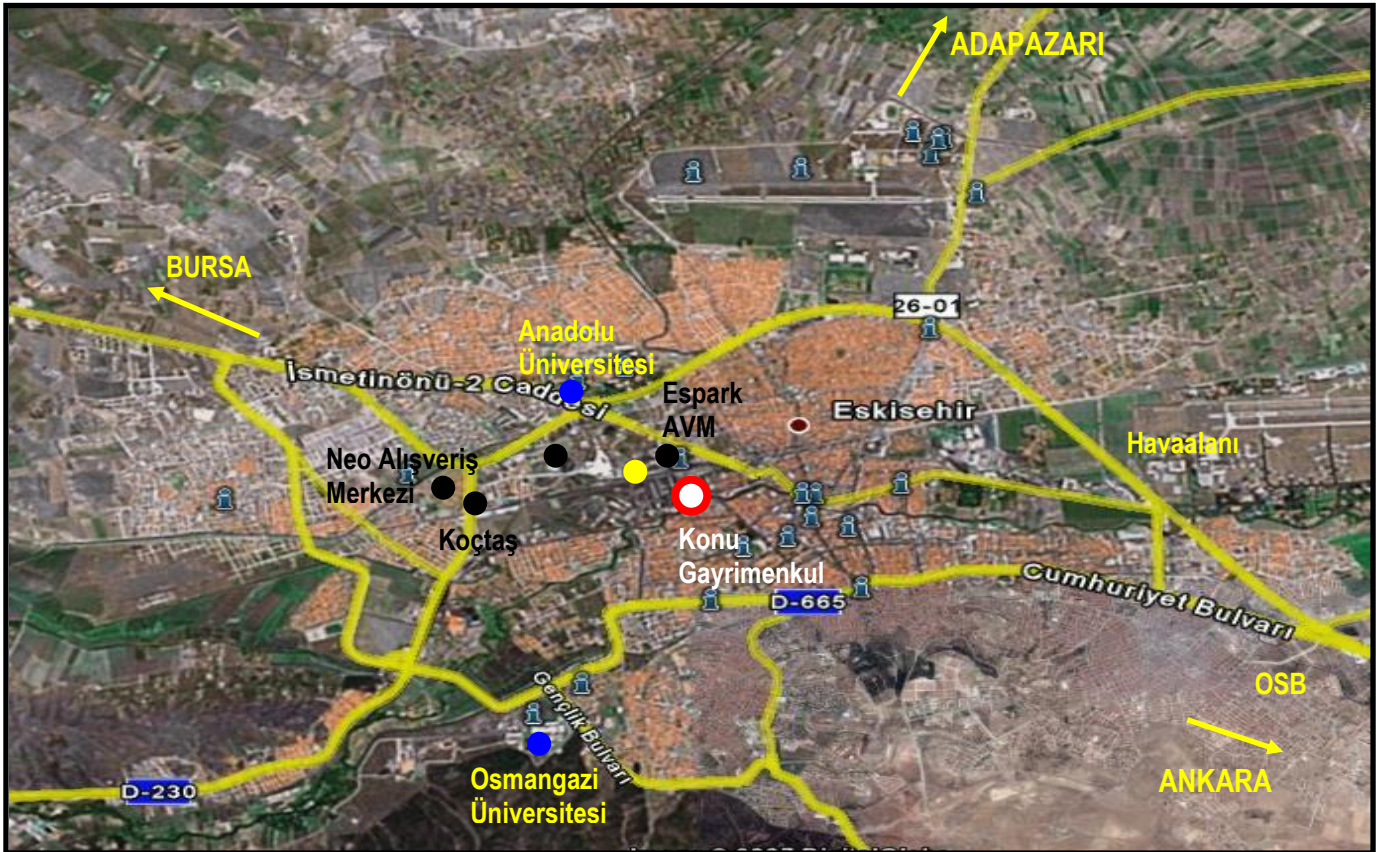 ADAPAZARI
BURSA
26-01
Anadolu
Üniversitesi
İsmetinönü-2 Caddesi
Espark
AVM
Eskisehir
Havaalanı
Neo Alışveriş
Merkezi
Koçtaş
Konu
Gayrimenkul
D-665
Cumhuriyet Bulvarı
OSB
Gençlik Bulvarı
ANKARA
Osmangazi
Üniversitesi
D-230